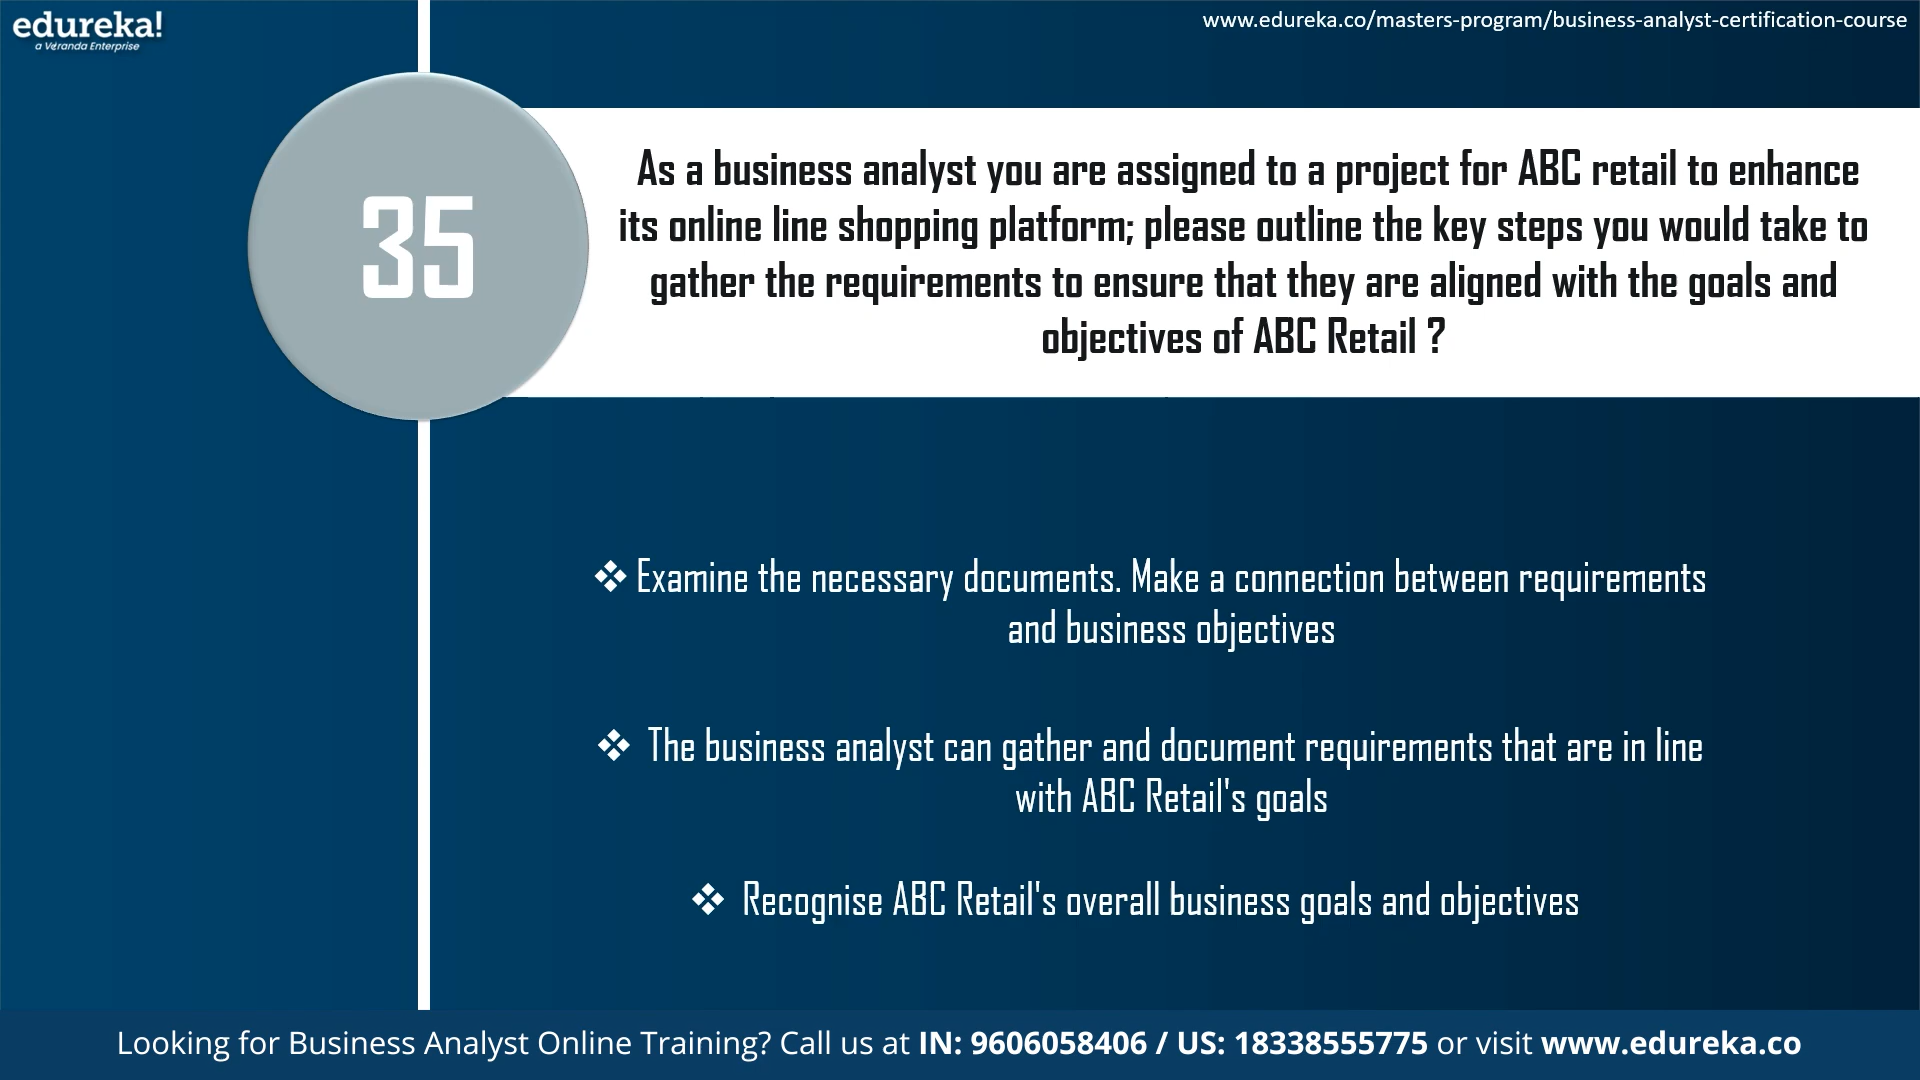 edureka!
a Veranda Enterprise
www.edureka.co/masters-program/business-analyst-certification-course
35
As a business analyst you are assigned to a project for ABC retail to enhance
its online line shopping platform; please outline the key steps you would take to
gather the requirements to ensure that they are aligned with the goals and
objectives of ABC Retail ?
❖ Examine the necessary documents. Make a connection between requirements
and business objectives
❖ The business analyst can gather and document requirements that are in line
with ABC Retail's goals
❖ Recognise ABC Retail's overall business goals and objectives
Looking for Business Analyst Online Training? Call us at IN: 9606058406 / US: 18338555775 or visit www.edureka.co